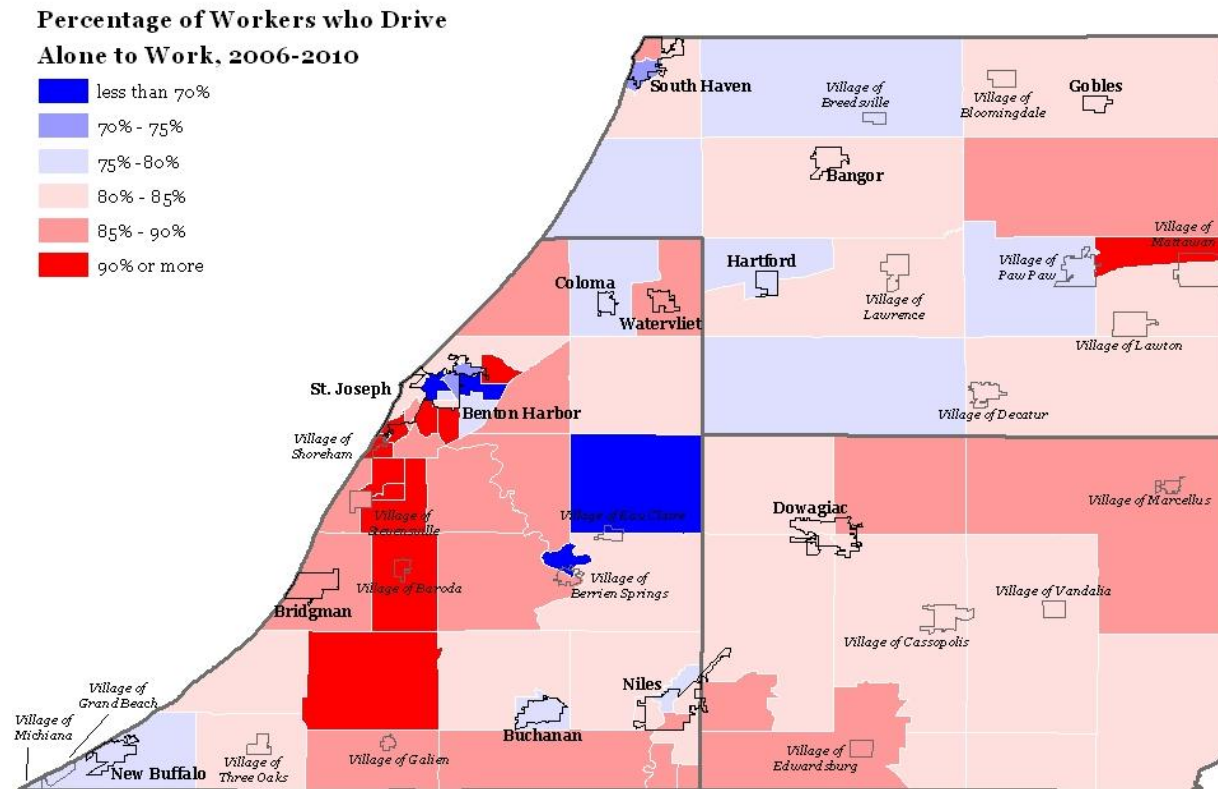 Percentage of Workers who Drive
Alone to Work, 2006-2010
less than 70%
70% - 75%
75% -80%
80% - 85%
85% - 90%
90% or more
South Haven
Village of
Breedsville
Village of
Bloomingdale
Gobles
Bangor
Village of
Mattawan
Hartford
Village of
Paw Paw
Coloma
Village of
Lawrence
Watervliet
Village of Lawton
St. Joseph
Benton Harbor
Village of Decatur
Village of
Shoreham
Village of Marcellus
Dowagiac
Village of Eau Claire
Village of
Stevensville
Village of Baroda
Village of
Berrien Springs
Village of Vandalia
Bridgman
Village of Cassopolis
Village of
Grand Beach
Niles
Village of
Michiana
Buchanan
New Buffalo
Village of
Three Oaks
Village of Galien
Village of
Edwardsburg